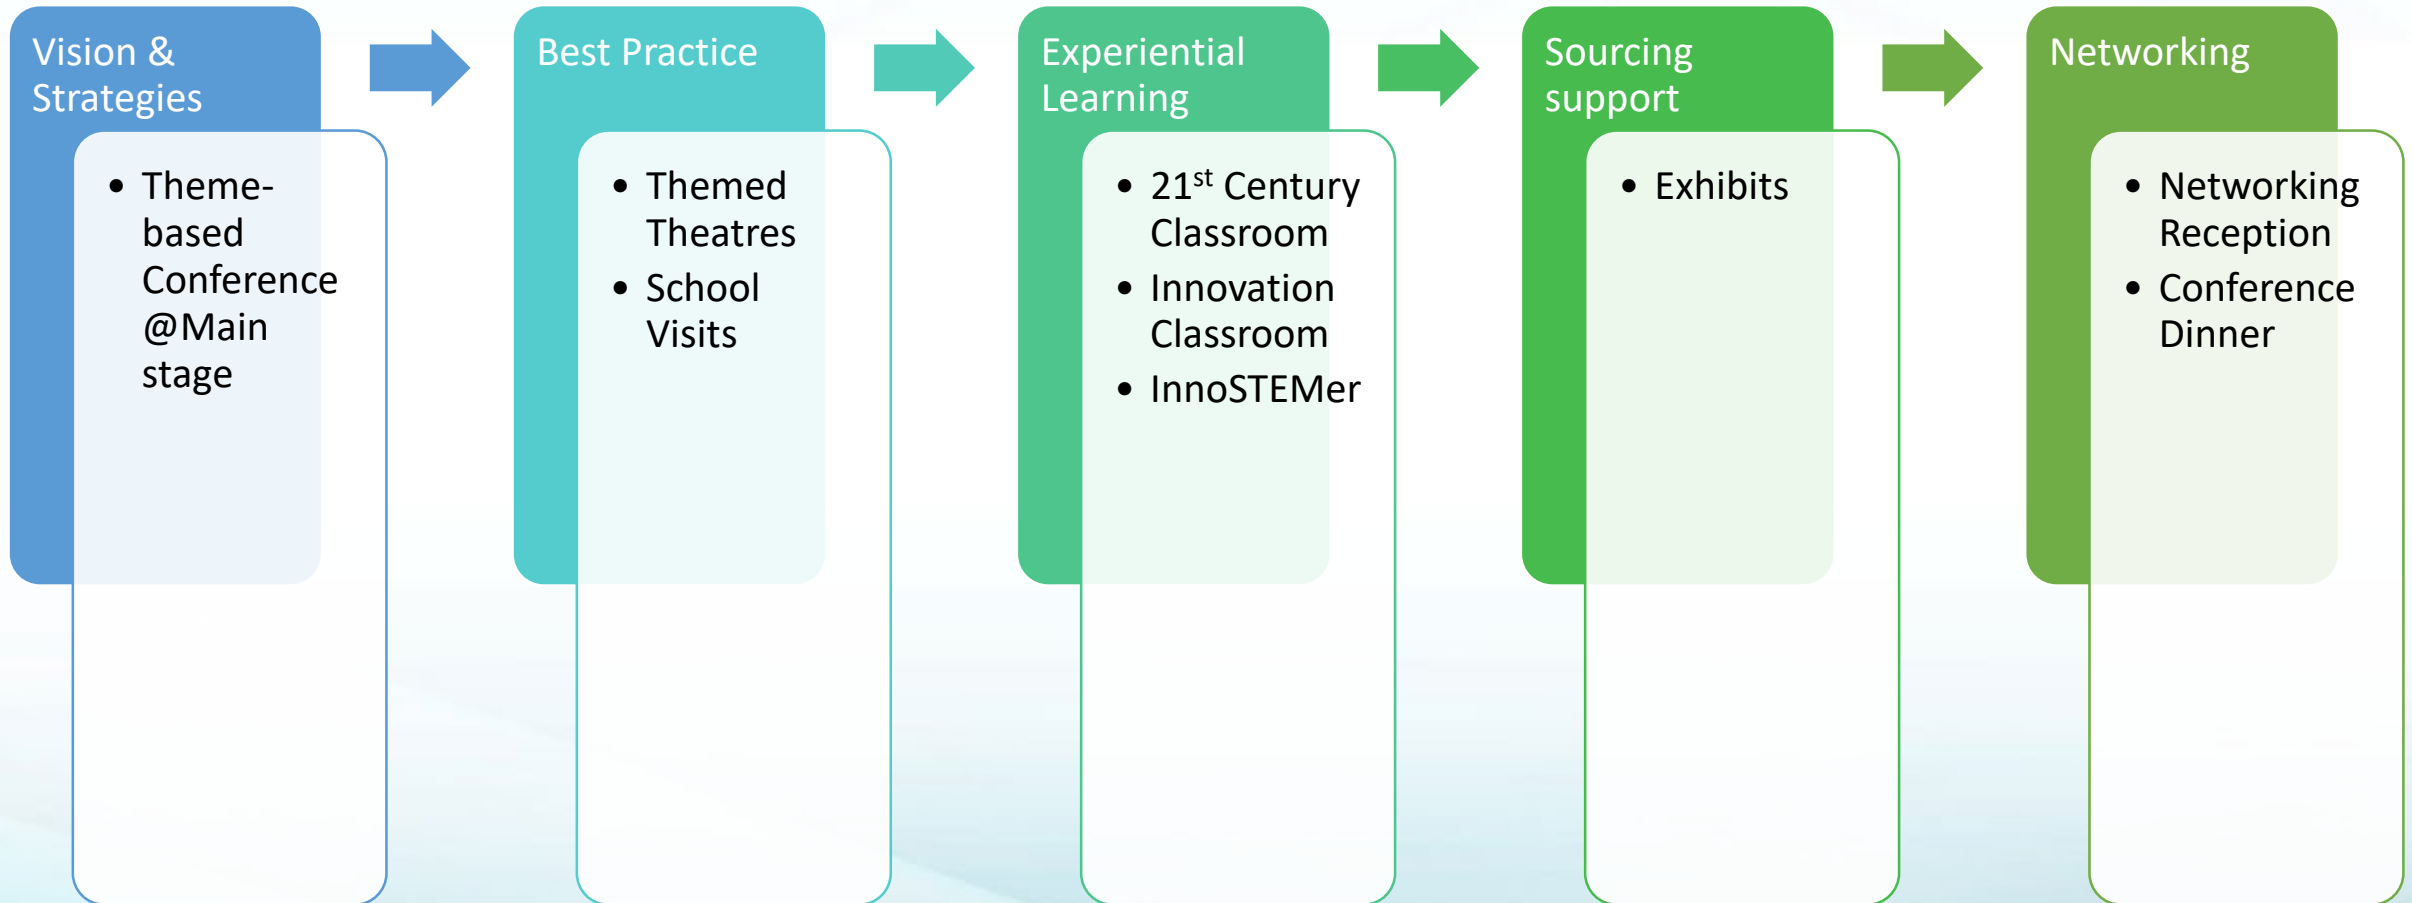 Vision &
Strategies
• Theme-
based
Conference
@Main
stage
Best Practice
• Themed
Theatres
• School
Visits
Experiential
Learning
• 21st Century
Classroom
• Innovation
Classroom
• InnoSTEMer
Sourcing
support
• Exhibits
Networking
• Networking
Reception
• Conference
Dinner